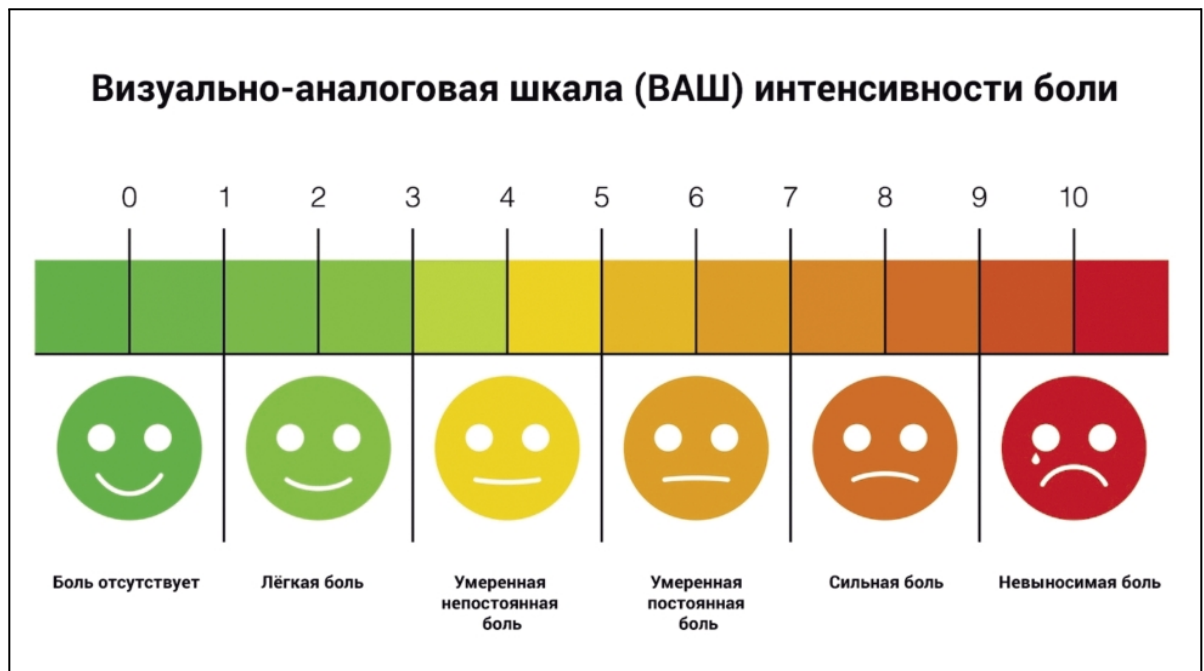 Визуально-аналоговая шкала (ВАШ) интенсивности боли
0 1 2 3 4 5 6 7 8 9 10
Боль отсутствует
Лёгкая боль
Умеренная
непостоянная
боль
Умеренная
постоянная
боль
Сильная боль
Невыносимая боль